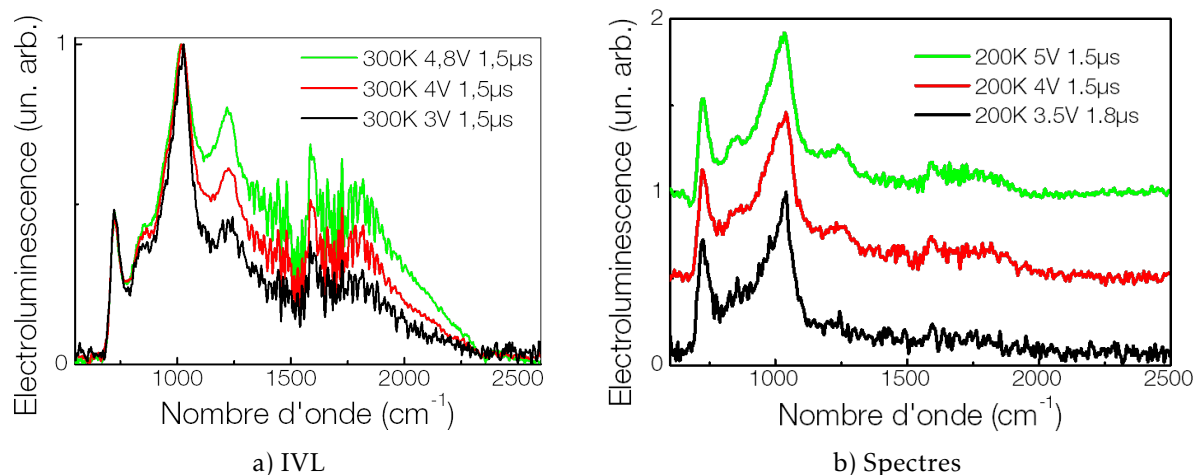 Electroluminescence (un. arb.)
1
0
300K 4,8V 1,5µs
300K 4V 1,5µs
300K 3V 1,5µs
1000 1500 2000 2500
Nombre d'onde (cm⁻¹)
a) IVL
Electroluminescence (un. arb.)
2
1
0
200K 5V 1.5µs
200K 4V 1.5µs
200K 3.5V 1.8µs
1000 1500 2000 2500
Nombre d'onde (cm⁻¹)
b) Spectres